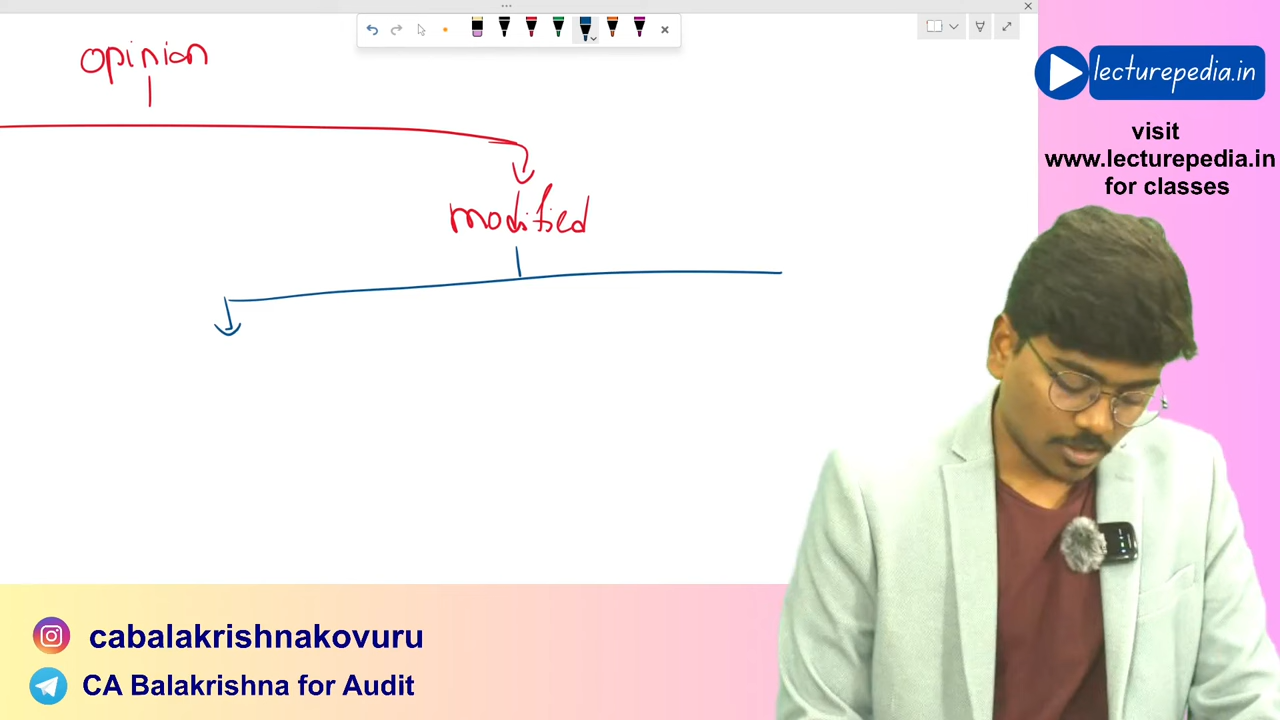 opinion
modified
lecturepedia.in
visit
www.lecturepedia.in
for classes
cabalakrishnakovuru
CA Balakrishna for Audit